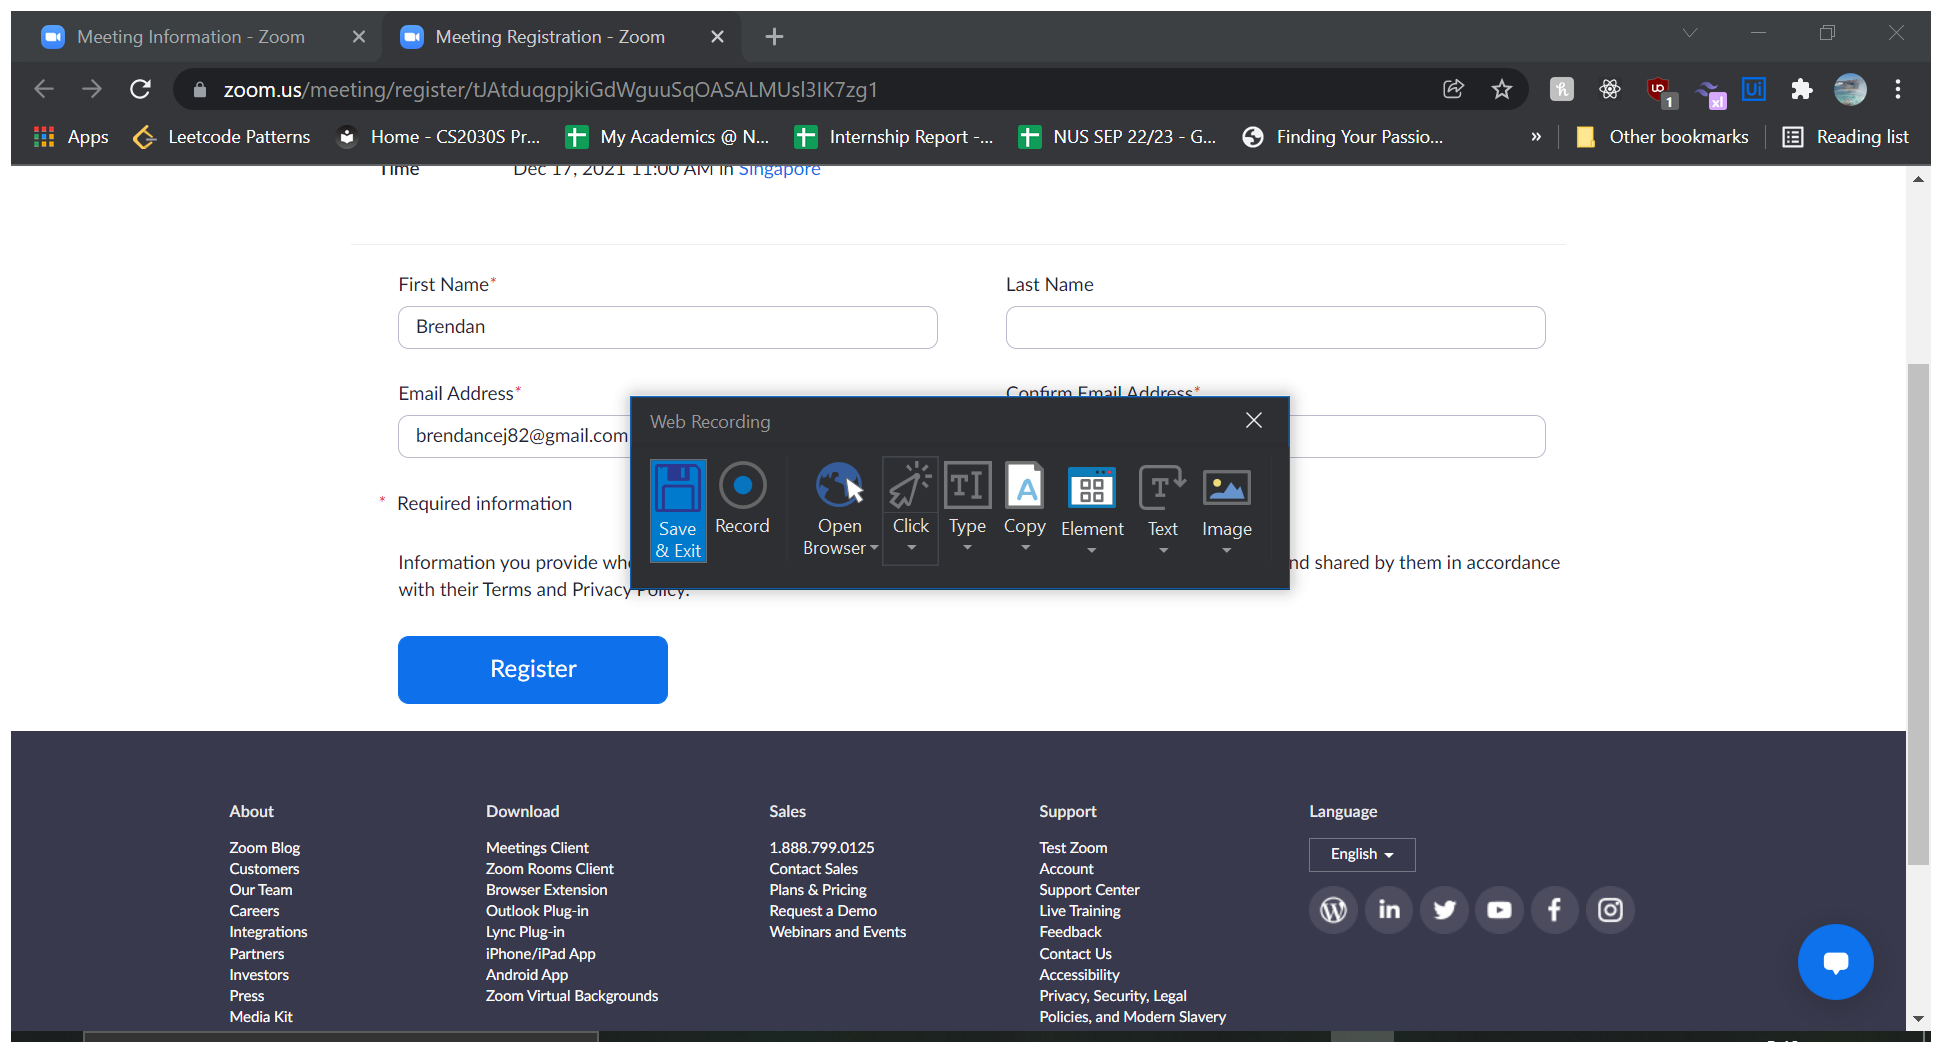 Meeting Information - Zoom
Meeting Registration - Zoom
zoom.us/meeting/register/tJAtduqgpjkiGdWguuSqOASALMUsl3IK7zg1
1
xl
Ui
Apps
Leetcode Patterns
Home - CS2030S Pr...
My Academics @ N...
Internship Report -...
NUS SEP 22/23 - G...
Finding Your Passio...
»
Other bookmarks
Reading list
Time
Dec 17, 2021 11:00 AM in Singapore
First Name*
Last Name
Brendan
Email Address*
Confirm Email Address*
brendancej82@gmail.com
Web Recording
Save & Exit
Record
Open Browser
Click
Type
Copy
Element
Text
Image
* Required information
Information you provide
nd shared by them in accordance
with their Terms and Privacy Policy.
Register
About
Zoom Blog
Customers
Our Team
Careers
Integrations
Partners
Investors
Press
Media Kit
Download
Meetings Client
Zoom Rooms Client
Browser Extension
Outlook Plug-in
Lync Plug-in
iPhone/iPad App
Android App
Zoom Virtual Backgrounds
Sales
1.888.799.0125
Contact Sales
Plans & Pricing
Request a Demo
Webinars and Events
Support
Test Zoom
Account
Support Center
Live Training
Feedback
Contact Us
Accessibility
Privacy, Security, Legal
Policies, and Modern Slavery
Language
English